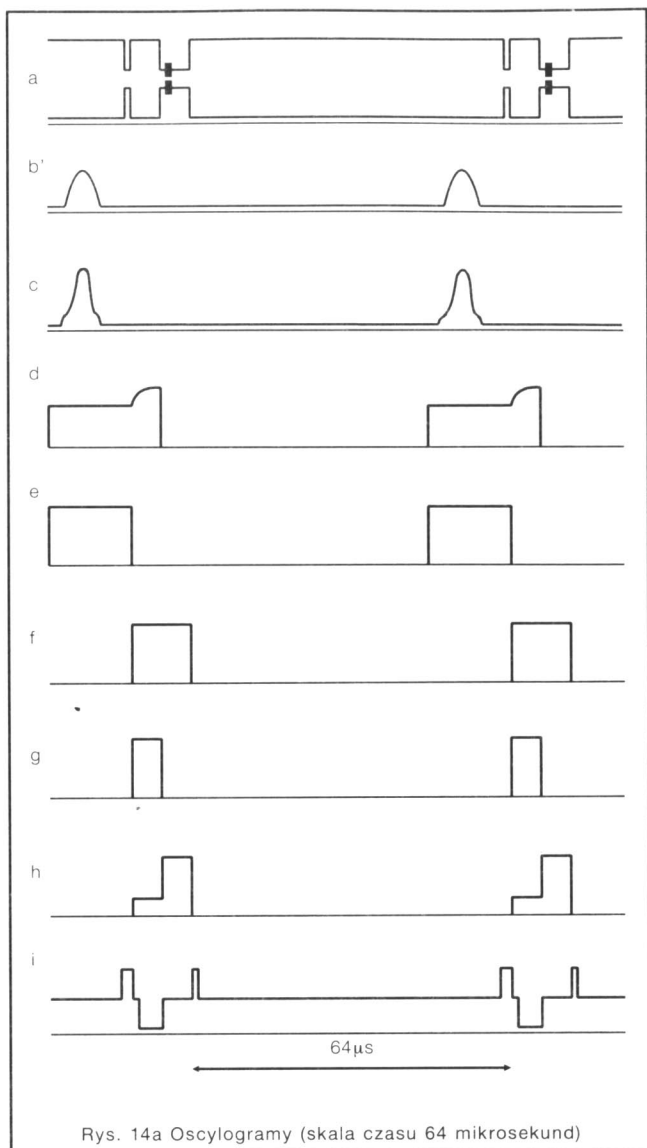 a
b'
c
d
e
f
g
h
i
64μs
Rys. 14a Oscylogramy (skala czasu 64 mikrosekund)